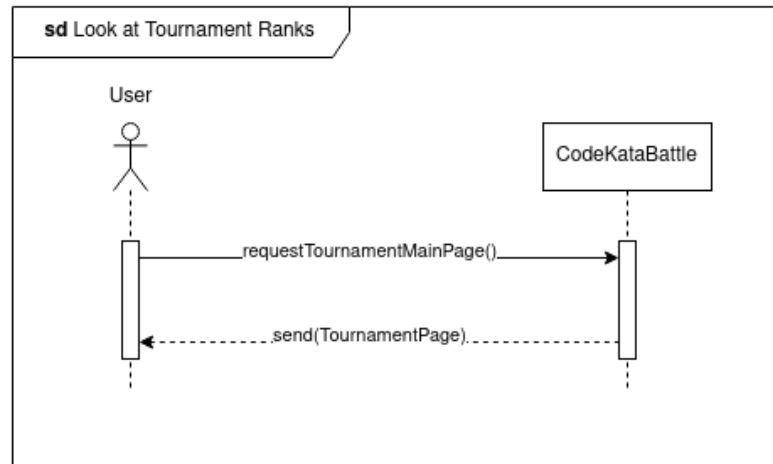 sd Look at Tournament Ranks
User
CodeKataBattle
requestTournamentMainPage()
send(TournamentPage)